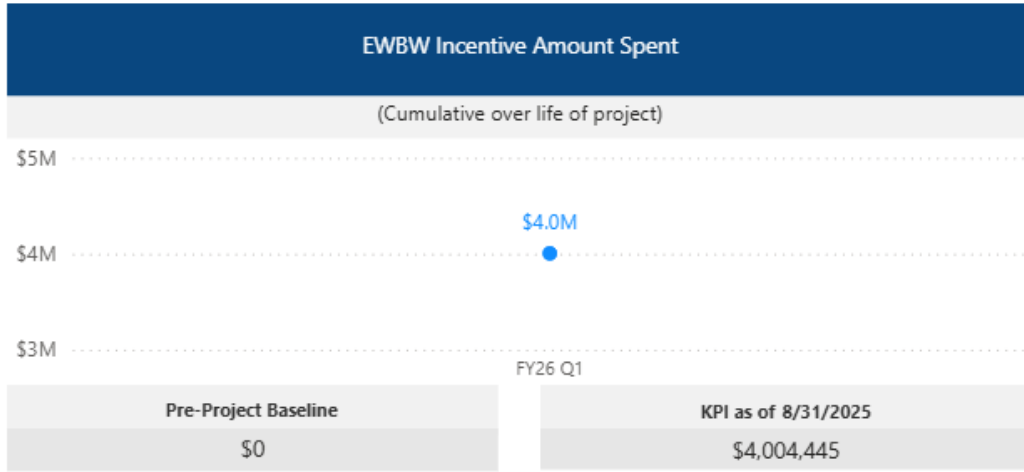 EWBW Incentive Amount Spent
(Cumulative over life of project)
$5M
$4.0M
$4M
$3M
FY26 Q1
Pre-Project Baseline
KPI as of 8/31/2025
$0
$4,004,445